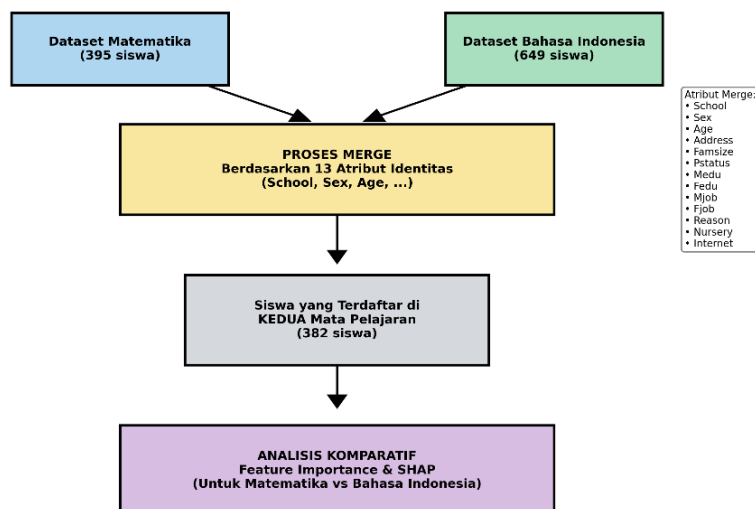 Dataset Matematika
(395 siswa)
Dataset Bahasa Indonesia
(649 siswa)
Atribut Merge:
• School
• Sex
• Age
• Address
• Famsize
• Pstatus
• Medu
• Fedu
• Mjob
• Fjob
• Reason
• Nursery
• Internet
PROSES MERGE
Berdasarkan 13 Atribut Identitas
(School, Sex, Age, ...)
Siswa yang Terdaftar di
KEDUA Mata Pelajaran
(382 siswa)
ANALISIS KOMPARATIF
Feature Importance & SHAP
(Untuk Matematika vs Bahasa Indonesia)